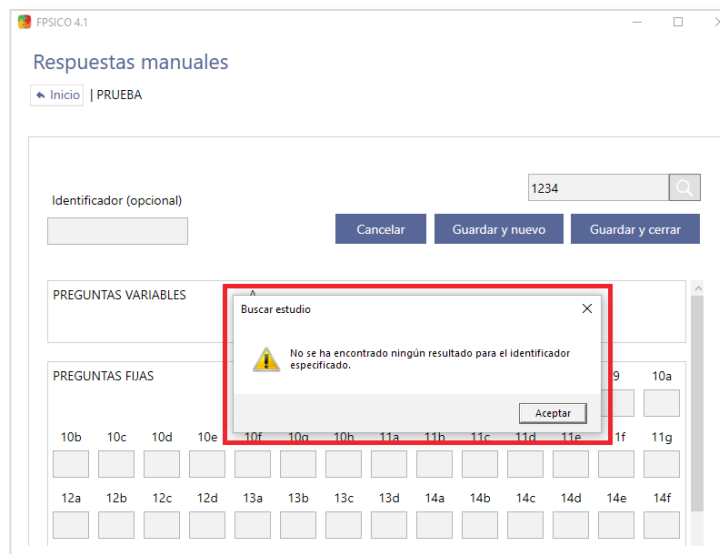 FPSICO 4.1
Respuestas manuales
Inicio | PRUEBA
1234
Identificador (opcional)
Cancelar Guardar y nuevo Guardar y cerrar
PREGUNTAS VARIABLES
Buscar estudio
No se ha encontrado ningún resultado para el identificador
especificado.
Aceptar
PREGUNTAS FIJAS 9 10a
10b 10c 10d 10e 10f 10g 10h 11a 11b 11c 11d 11e 1f 11g
12a 12b 12c 12d 13a 13b 13c 13d 14a 14b 14c 14d 14e 14f